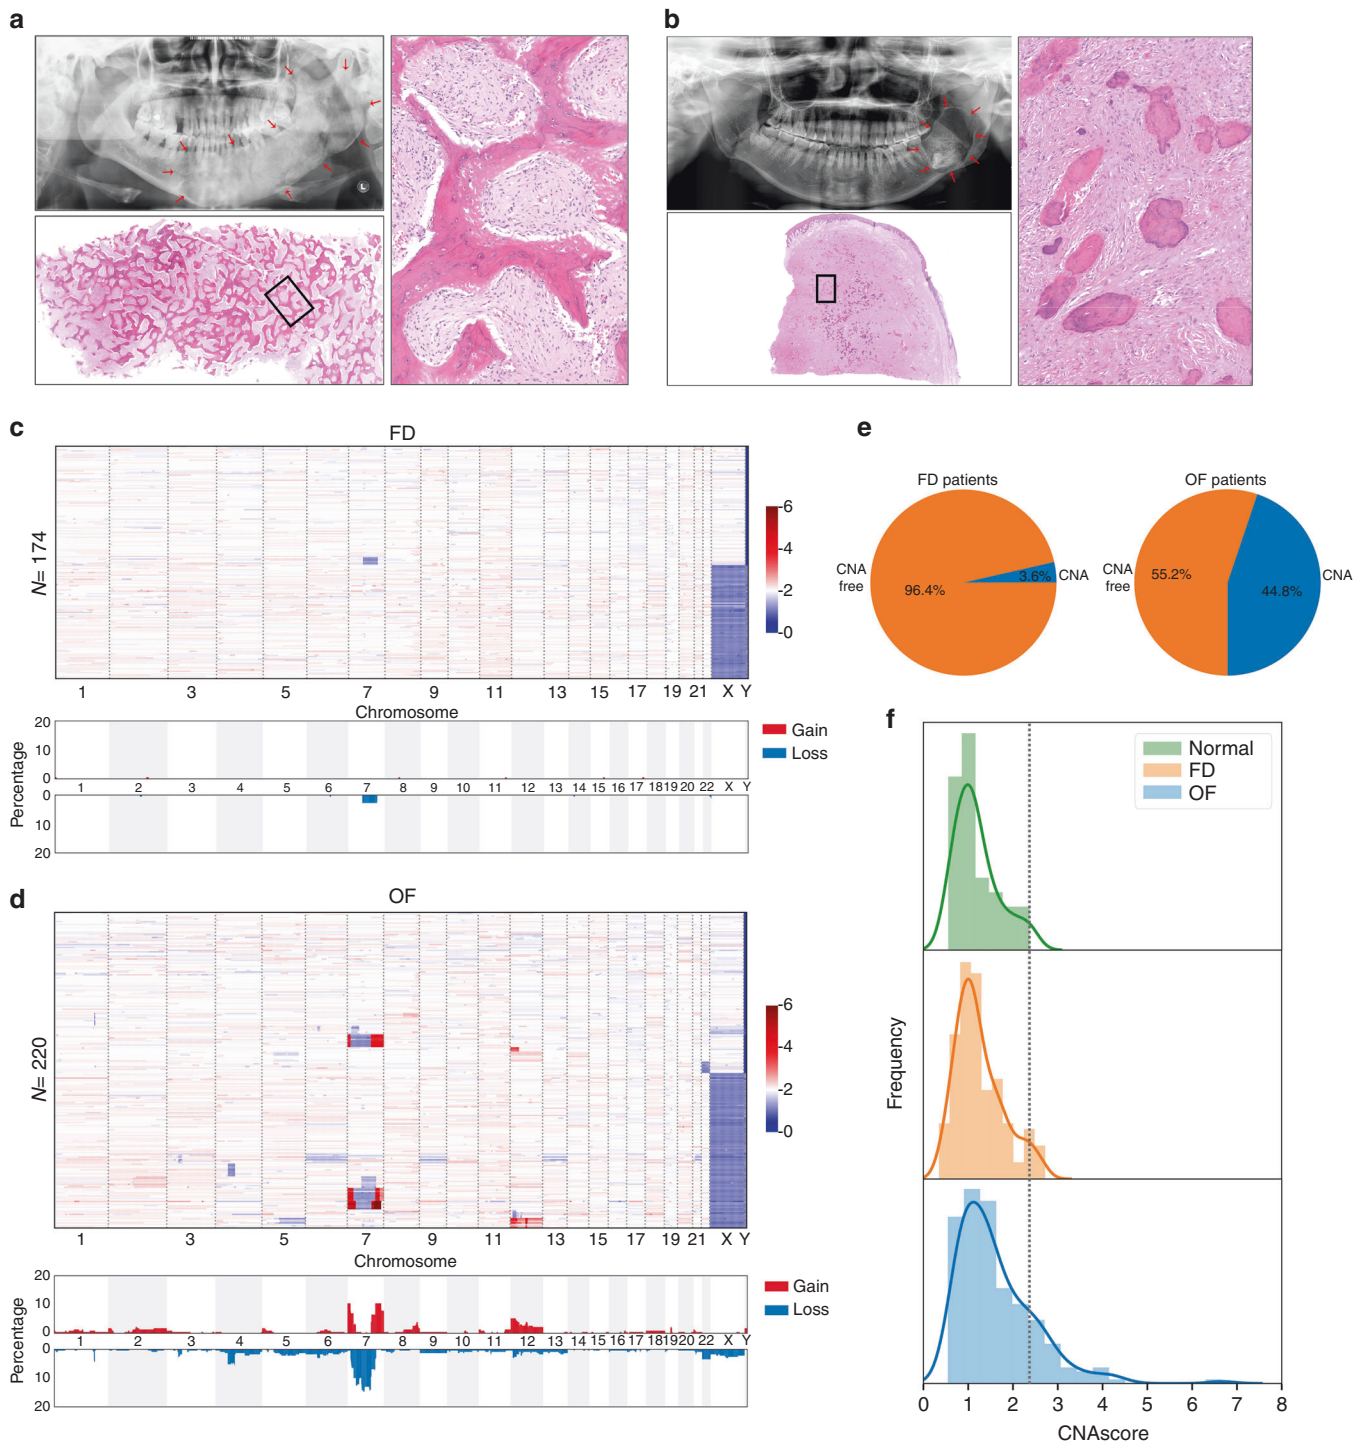 a
b
L
c
FD
N= 174
6
4
2
0
1 3 5 7 9 11 13 15 17 19 21 X Y
Chromosome
20
10
0
Percentage
1 2 3 4 5 6 7 8 9 10 11 12 13 14 15 16 17 18 19 20 22 X Y
0
10
20
Gain
Loss
d
OF
N= 220
6
4
2
0
1 3 5 7 9 11 13 15 17 19 21 X Y
Chromosome
20
10
0
Percentage
1 2 3 4 5 6 7 8 9 10 11 12 13 14 15 16 17 18 19 20 22 X Y
0
10
20
Gain
Loss
e
FD patients
CNA
free
96.4%
3.6%
CNA
OF patients
CNA
free
55.2%
44.8%
CNA
f
Normal
FD
OF
Frequency
0 1 2 3 4 5 6 7 8
CNAscore